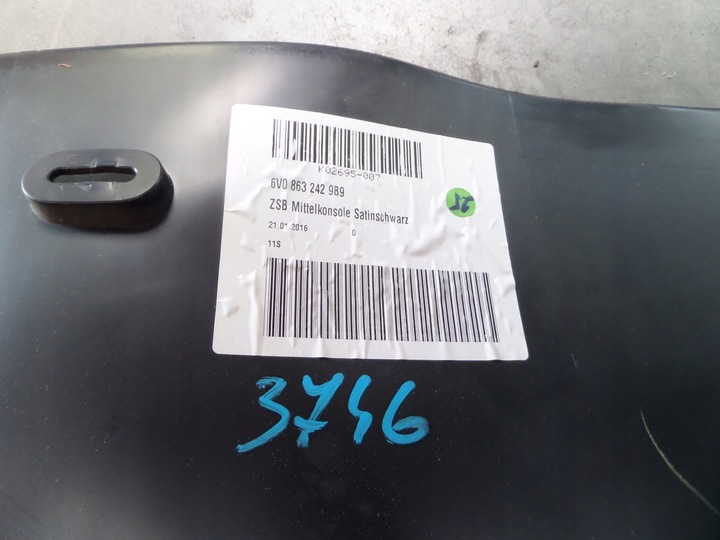 K02695-007
6V0 863 242 9B9
ZSB Mittelkonsole Satinschwarz
21.01.2016 0
11S
3746